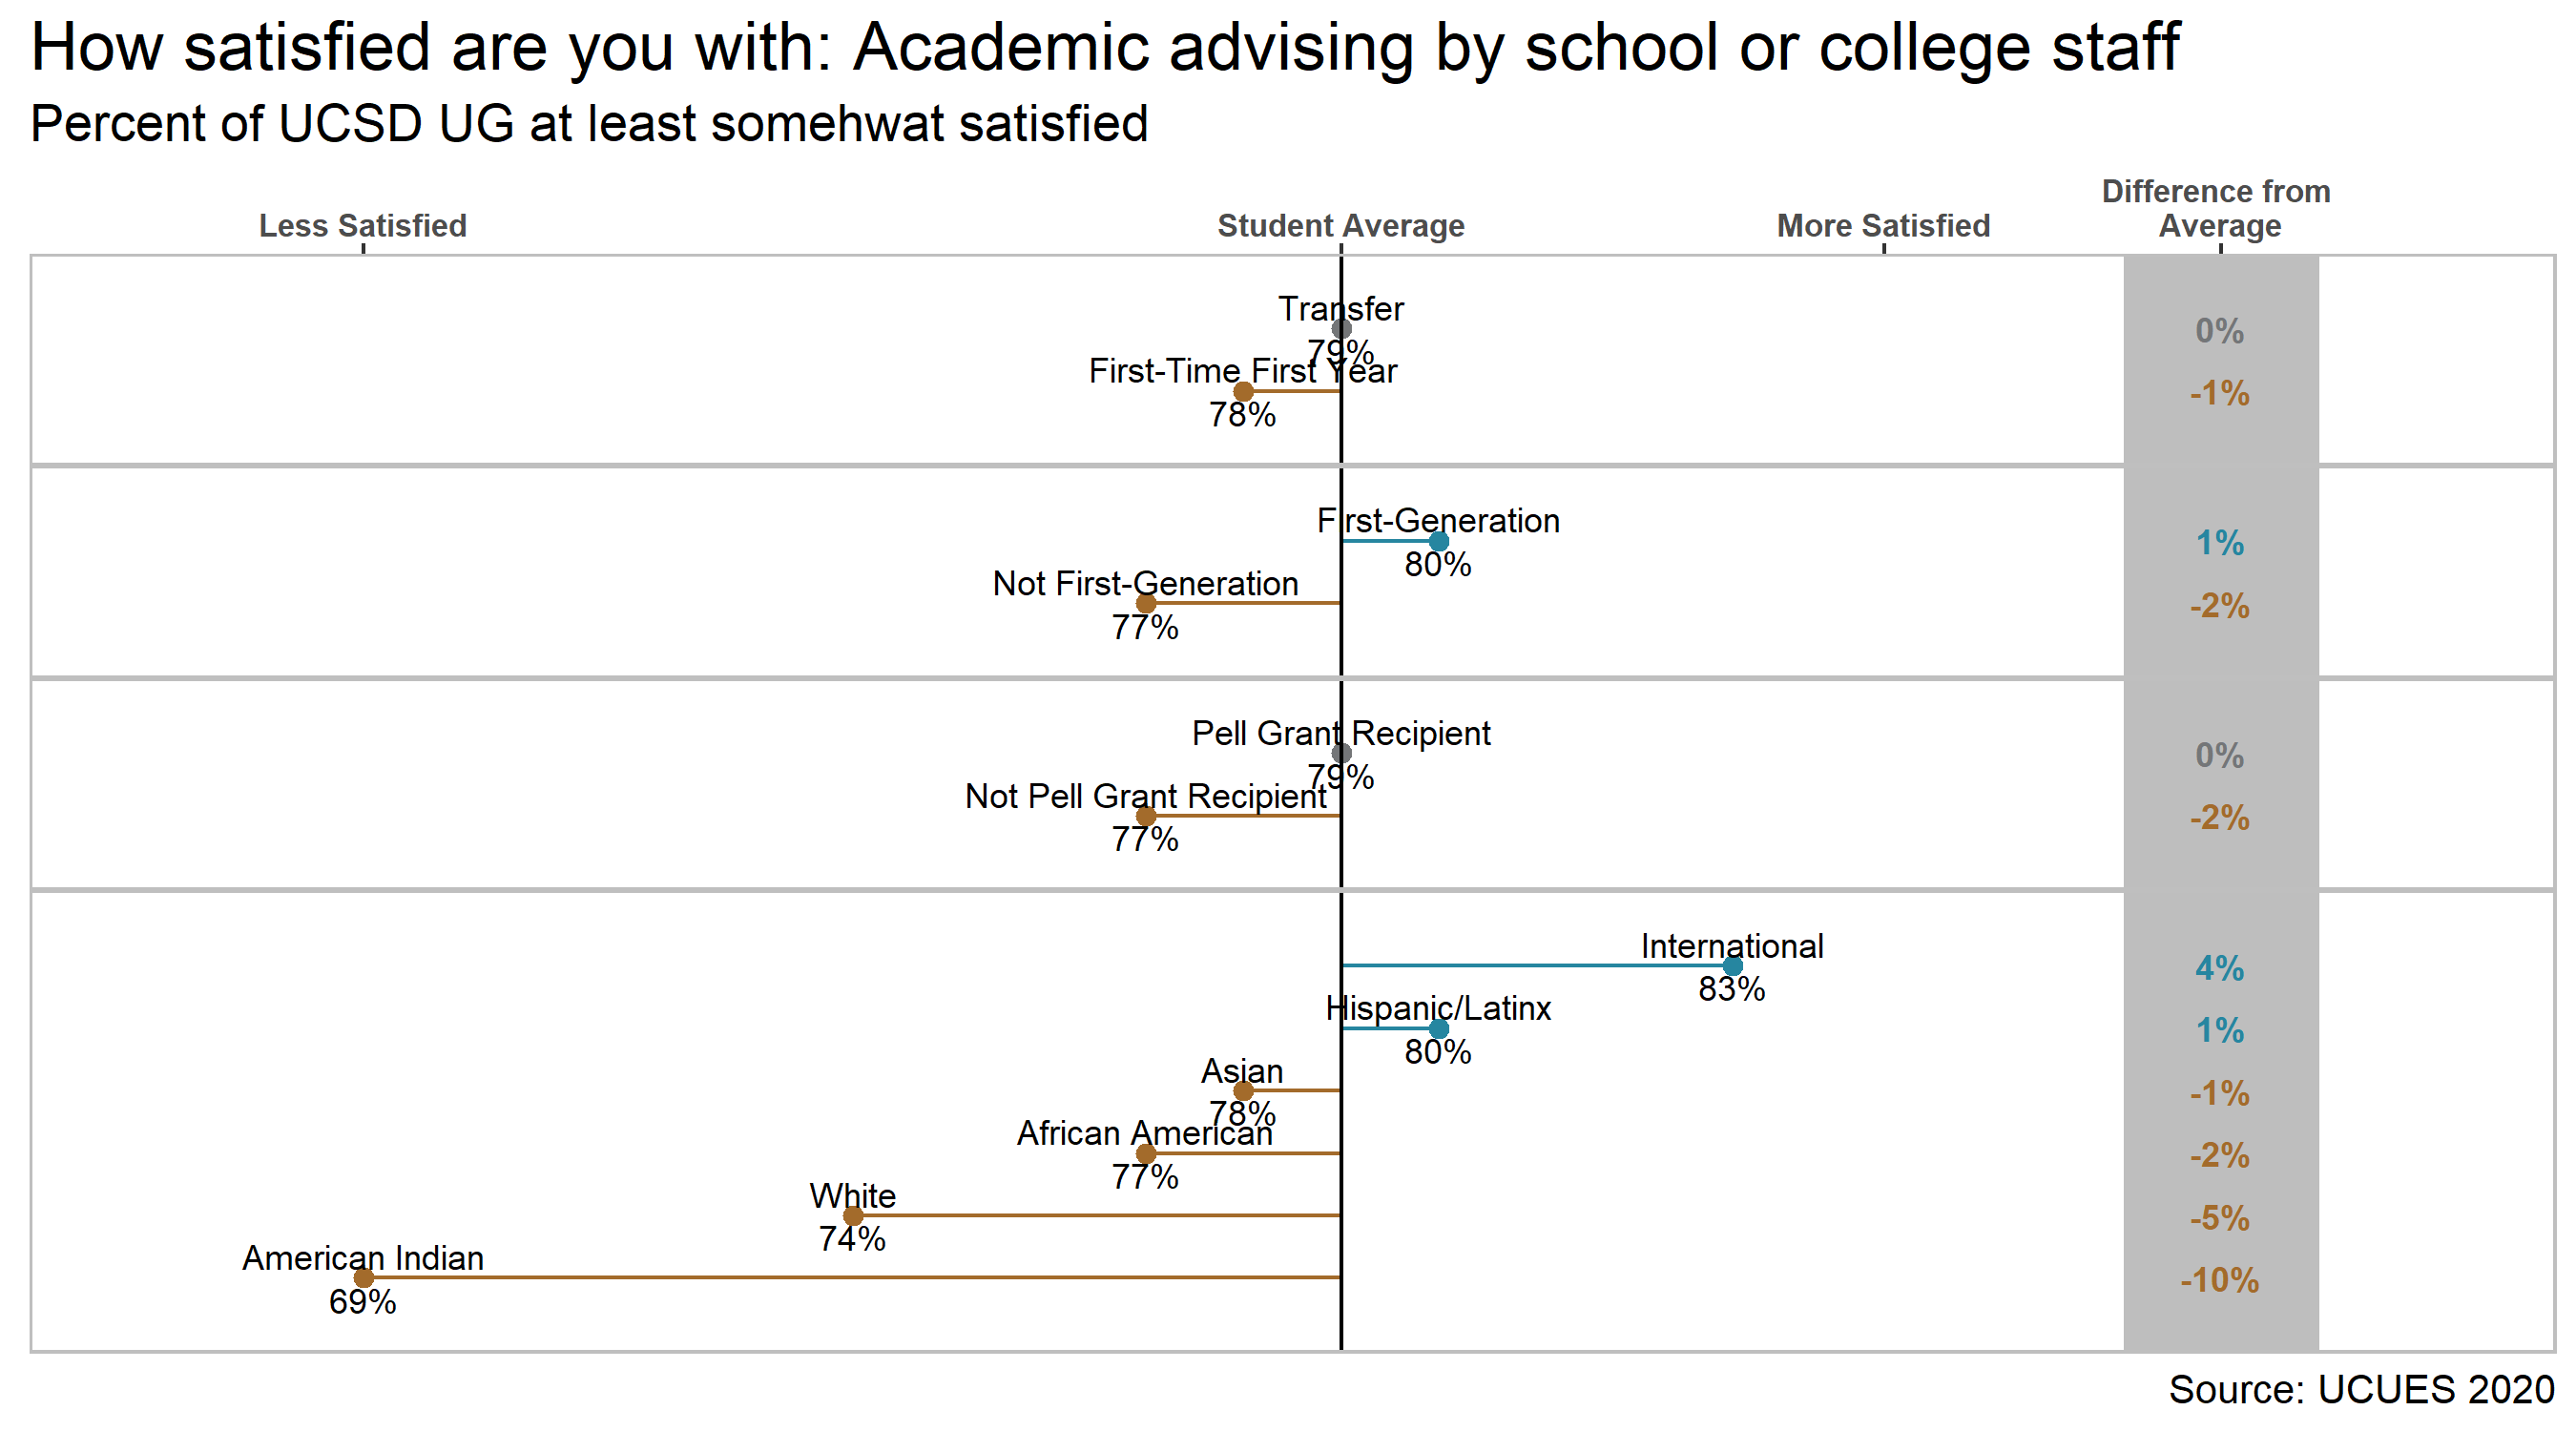 How satisfied are you with: Academic advising by school or college staff
Percent of UCSD UG at least somehwat satisfied
Less Satisfied
Student Average
More Satisfied
Difference from
Average
Transfer
79%
0%
First-Time First Year
78%
-1%
First-Generation
80%
1%
Not First-Generation
77%
-2%
Pell Grant Recipient
79%
0%
Not Pell Grant Recipient
77%
-2%
International
83%
4%
Hispanic/Latinx
80%
1%
Asian
78%
-1%
African American
77%
-2%
White
74%
-5%
American Indian
69%
-10%
Source: UCUES 2020